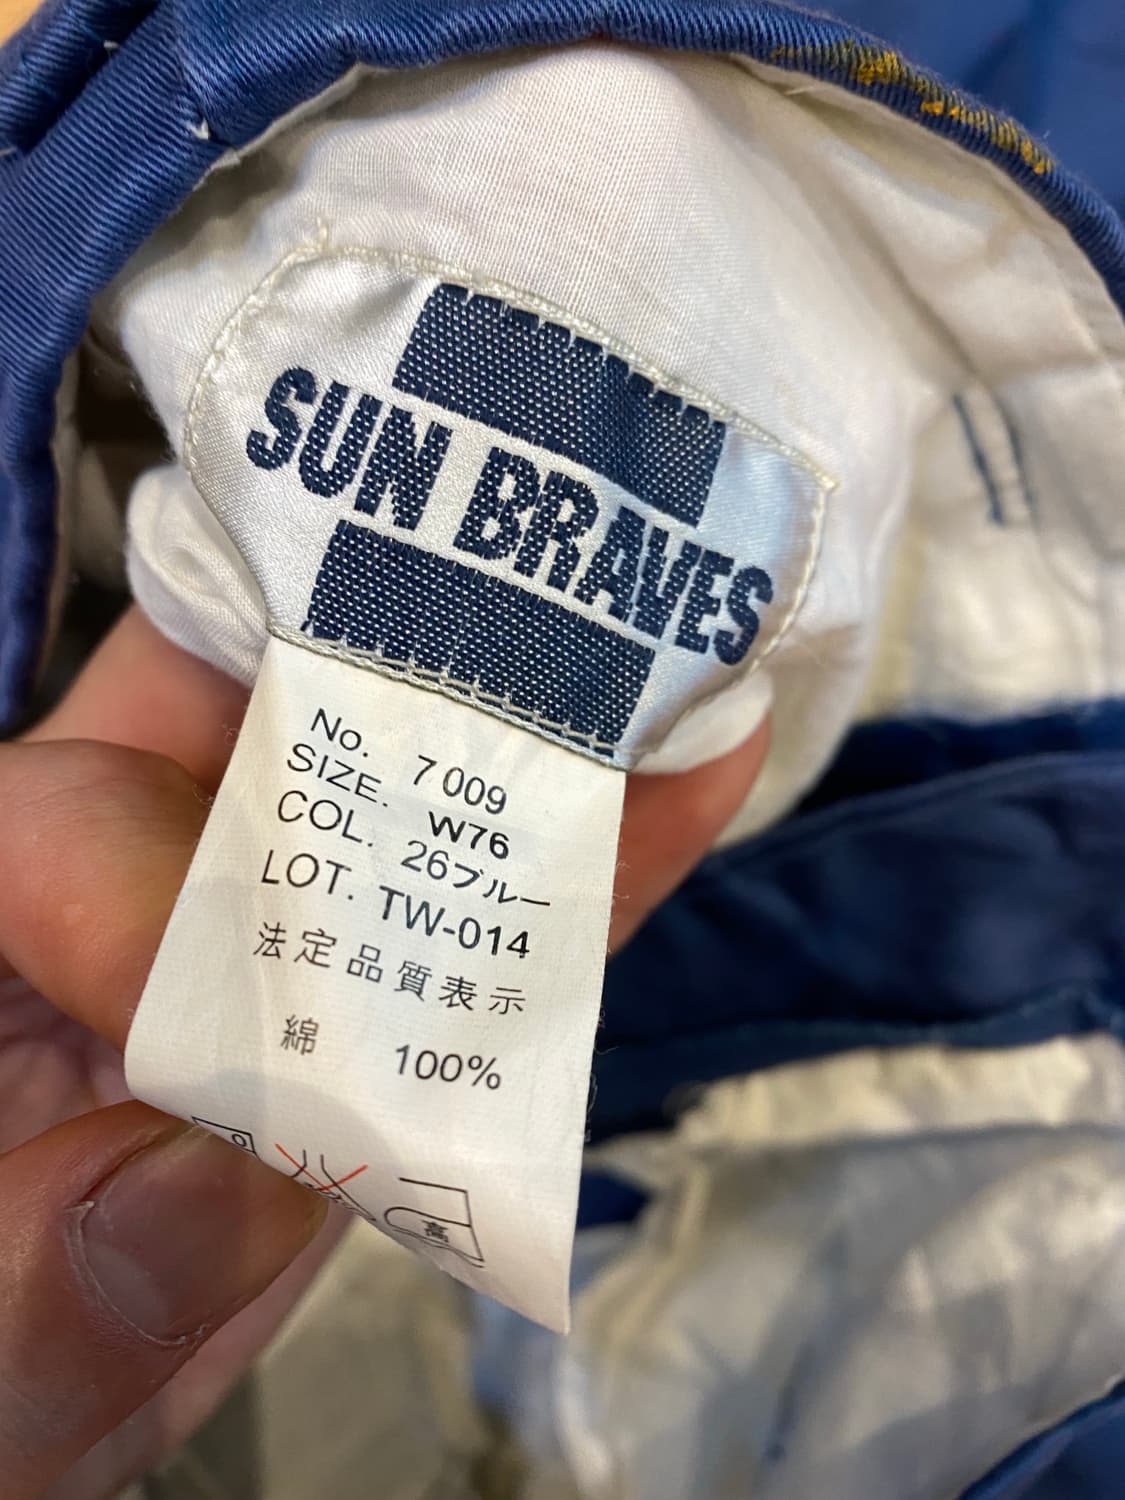 SUN BRAVES
No. 7009
SIZE. W76
COL. 26ブルー
LOT. TW-014
法定品質表示
綿 100%
高